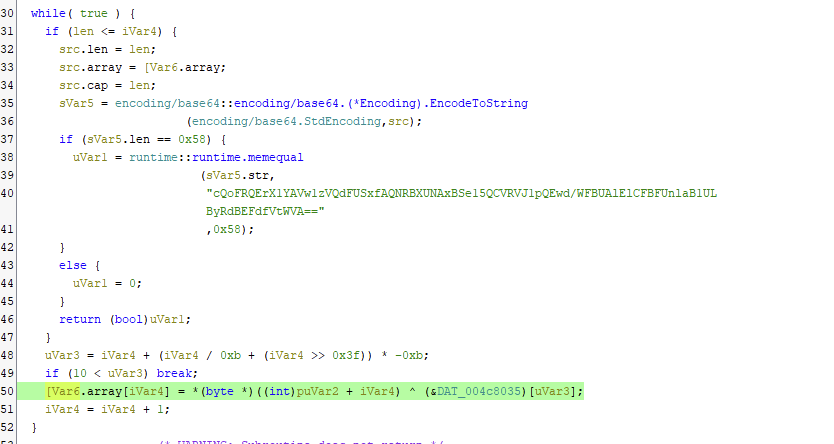 30 while( true ) {
31 if (len <= iVar4) {
32 src.len = len;
33 src.array = [Var6.array;
34 src.cap = len;
35 sVar5 = encoding/base64::encoding/base64.(*Encoding).EncodeToString
36 (encoding/base64.StdEncoding,src);
37 if (sVar5.len == 0x58) {
38 uVar1 = runtime::runtime.memequal
39 (sVar5.str,
40 "cQoFRQErX1YAVw1zVQdFUSxfAQNRBXUNAxBSe15QCVRVJ1pQEwd/WFBUAlElCFBFUnlaB1UL
ByRdBEFdfVtWVA=="
41 ,0x58);
42 }
43 else {
44 uVar1 = 0;
45 }
46 return (bool)uVar1;
47 }
48 uVar3 = iVar4 + (iVar4 / 0xb + (iVar4 >> 0x3f)) * -0xb;
49 if (10 < uVar3) break;
50 [Var6.array[iVar4] = *(byte *)((int)puVar2 + iVar4) ^ (&DAT_004c8035)[uVar3];
51 iVar4 = iVar4 + 1;
52 }